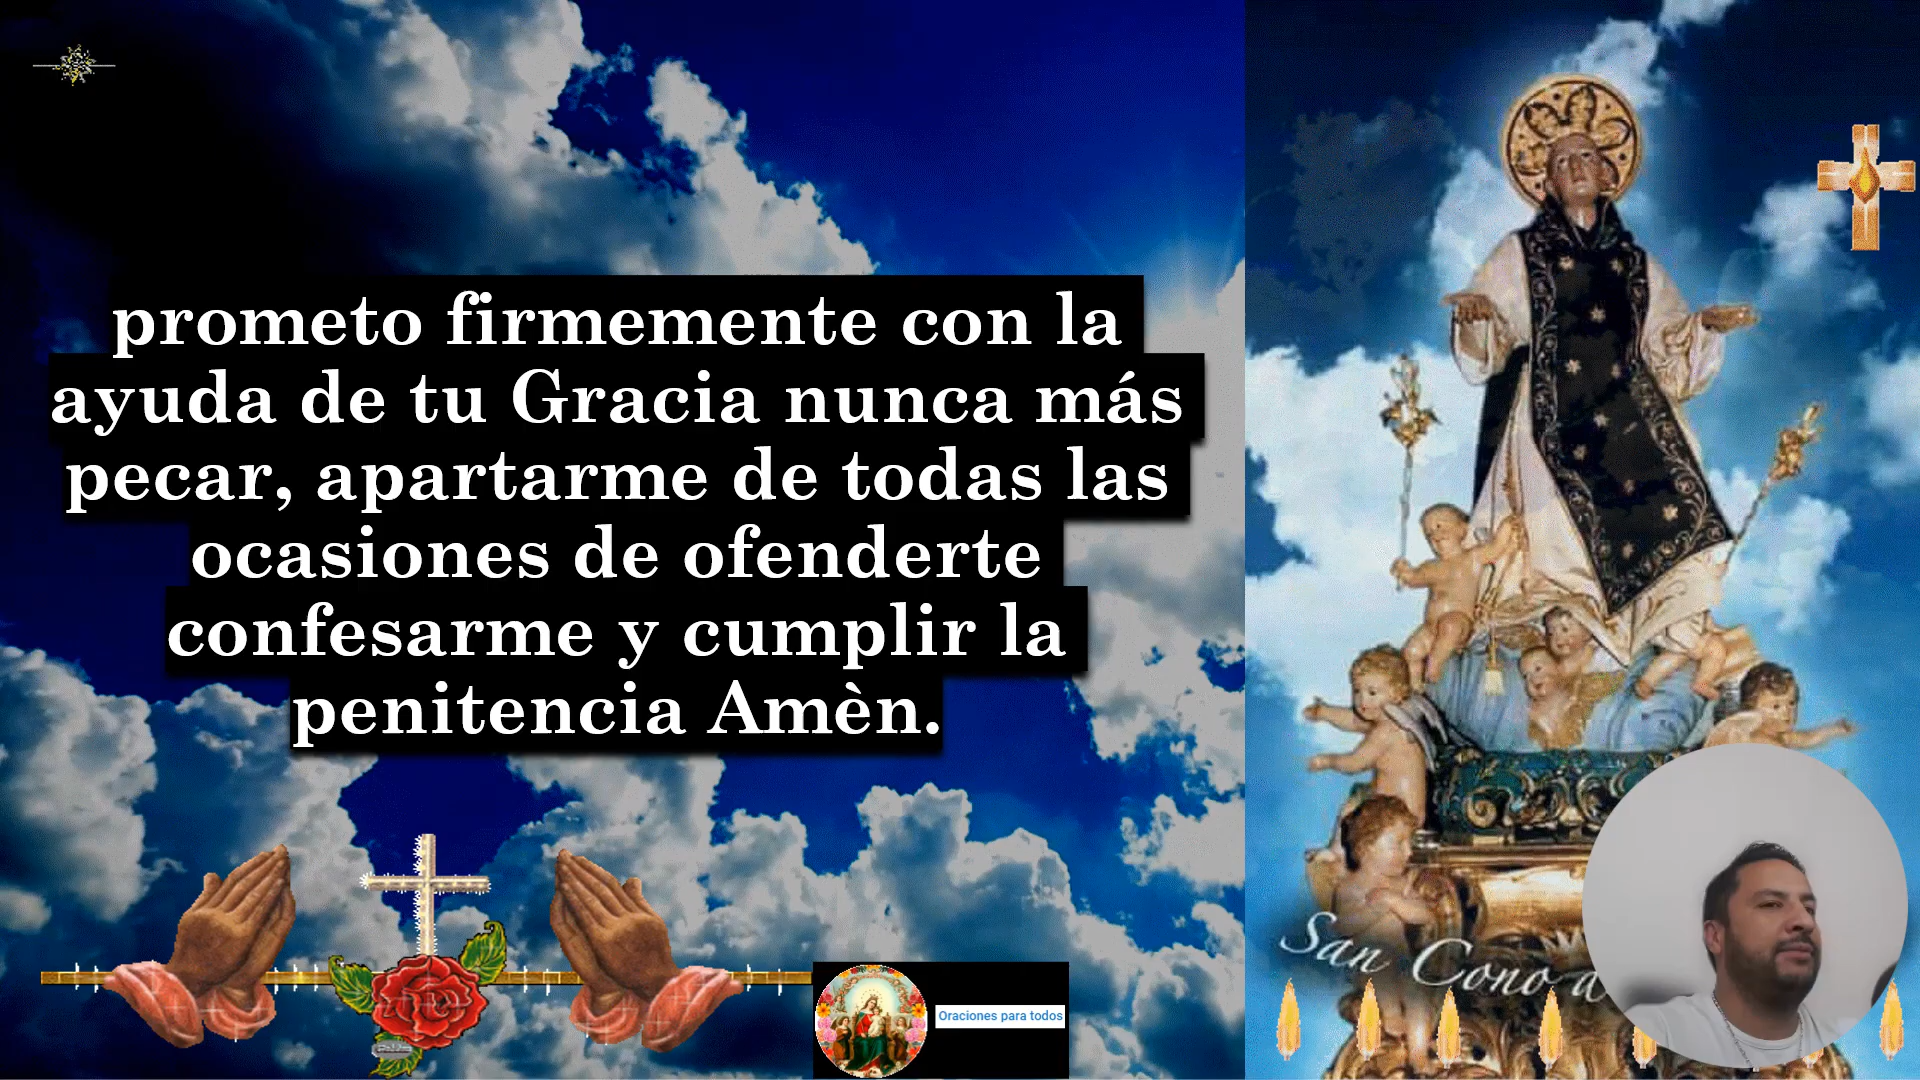 prometo firmemente con la
ayuda de tu Gracia nunca más
pecar, apartarme de todas las
ocasiones de ofenderte
confesarme y cumplir la
penitencia Amèn.
San Cono
Oraciones para todos